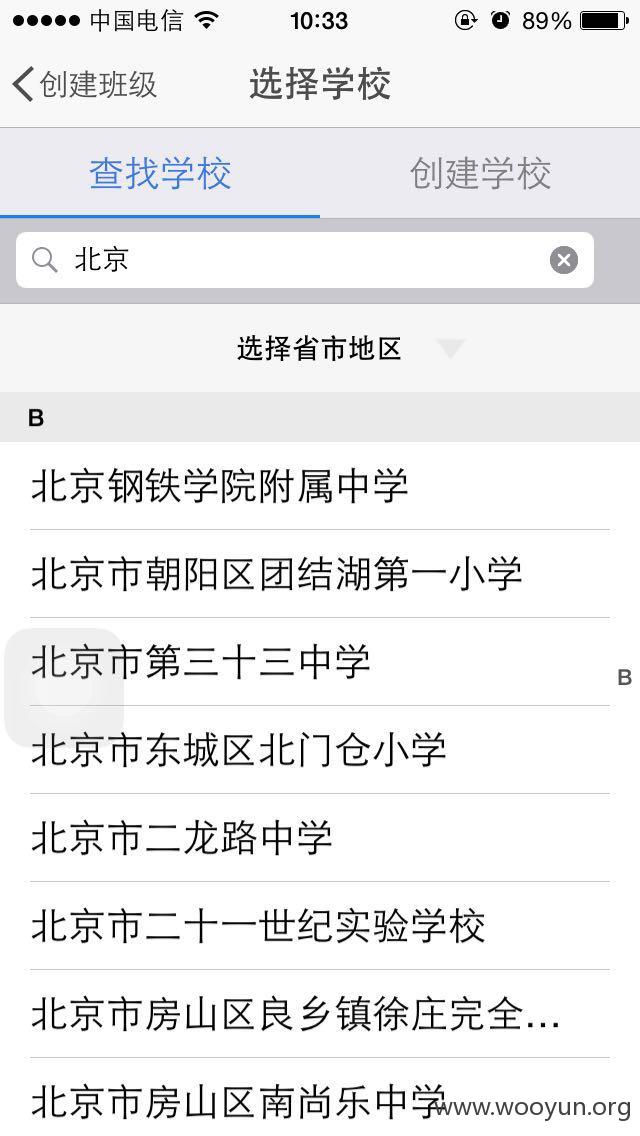 中国电信 10:33 89%
创建班级 选择学校
查找学校 创建学校
北京
选择省市地区
B
北京钢铁学院附属中学
北京市朝阳区团结湖第一小学
北京市第三十三中学
B
北京市东城区北门仓小学
北京市二龙路中学
北京市二十一世纪实验学校
北京市房山区良乡镇徐庄完全...
北京市房山区南尚乐中学
www.wooyun.org